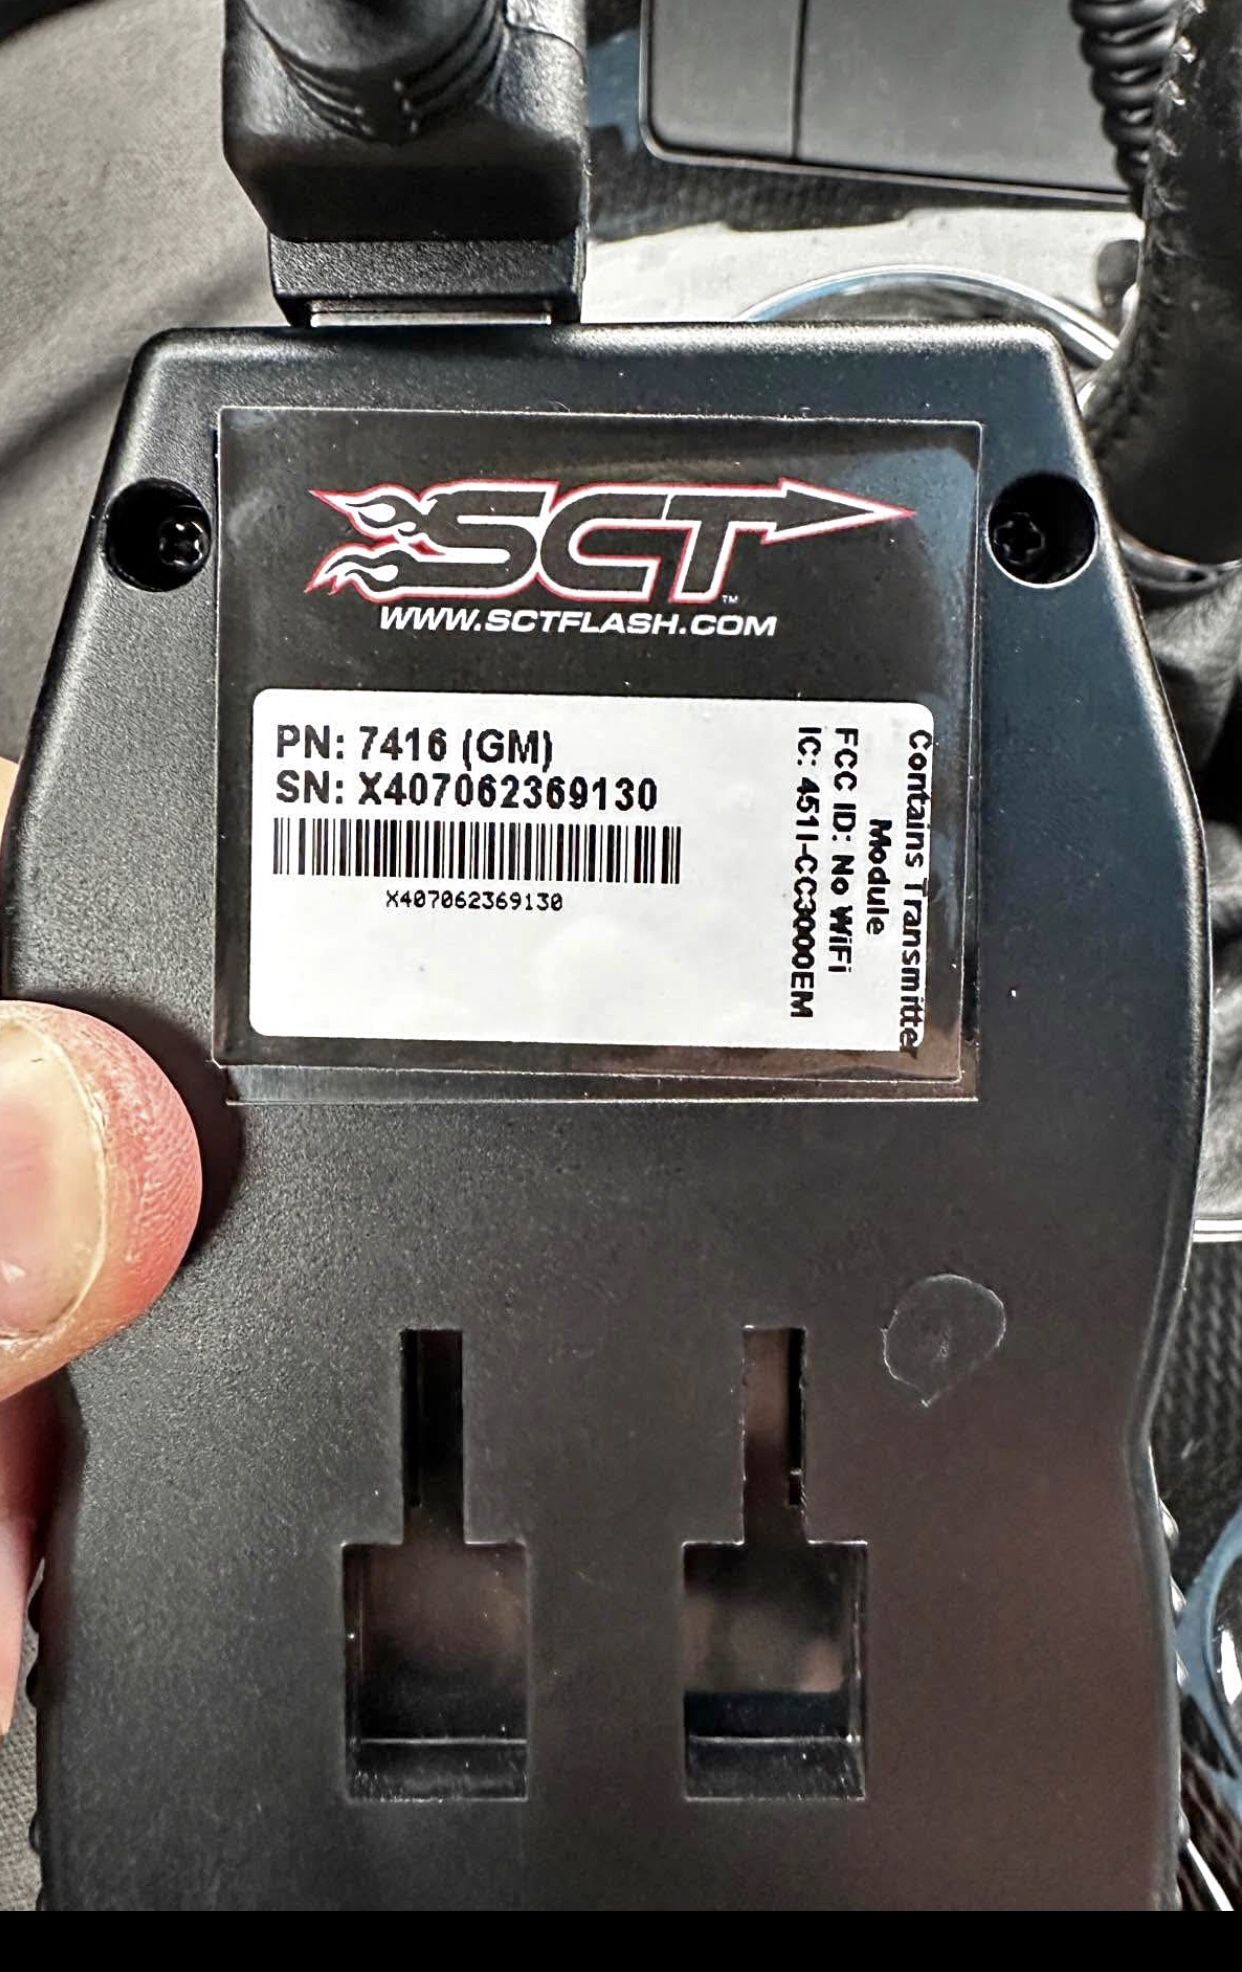 SCT
™
WWW.SCTFLASH.COM
PN: 7416 (GM)
SN: X407062369130
X407062369130
Contains Transmitter
Module
FCC ID: No WiFi
IC: 451I-CC3000EM